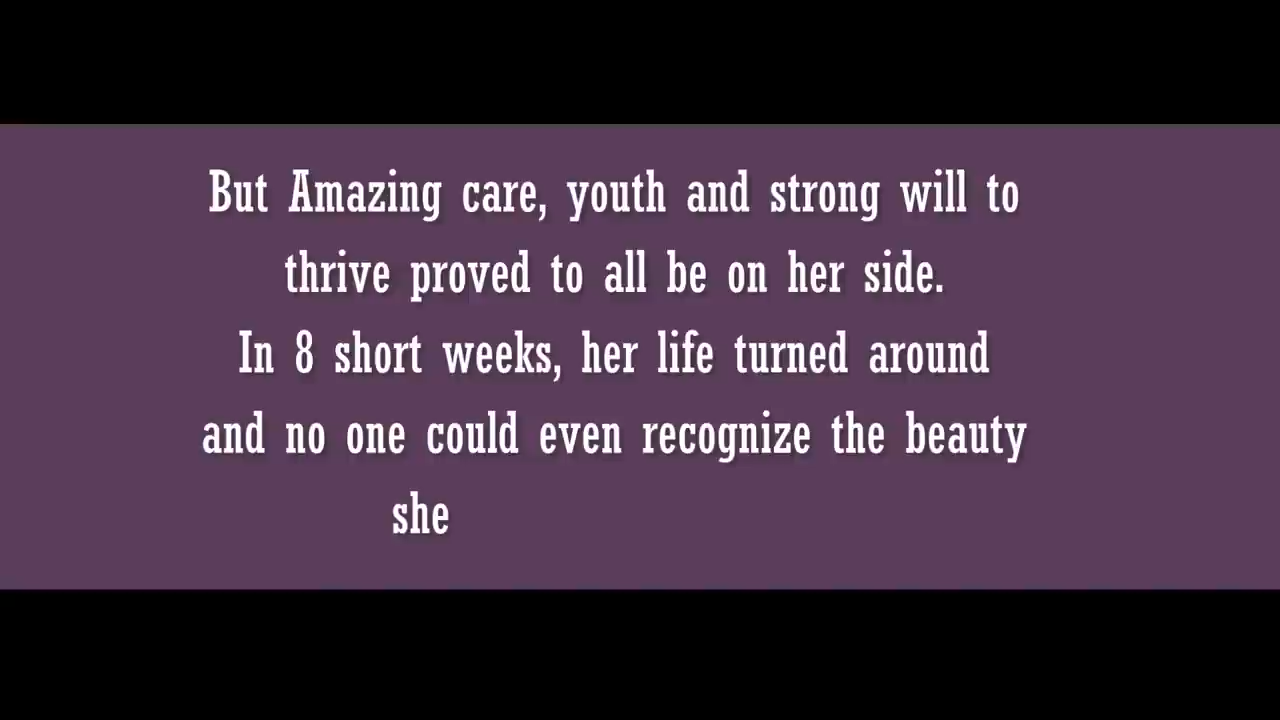 But Amazing care, youth and strong will to
thrive proved to all be on her side.
In 8 short weeks, her life turned around
and no one could even recognize the beauty
she